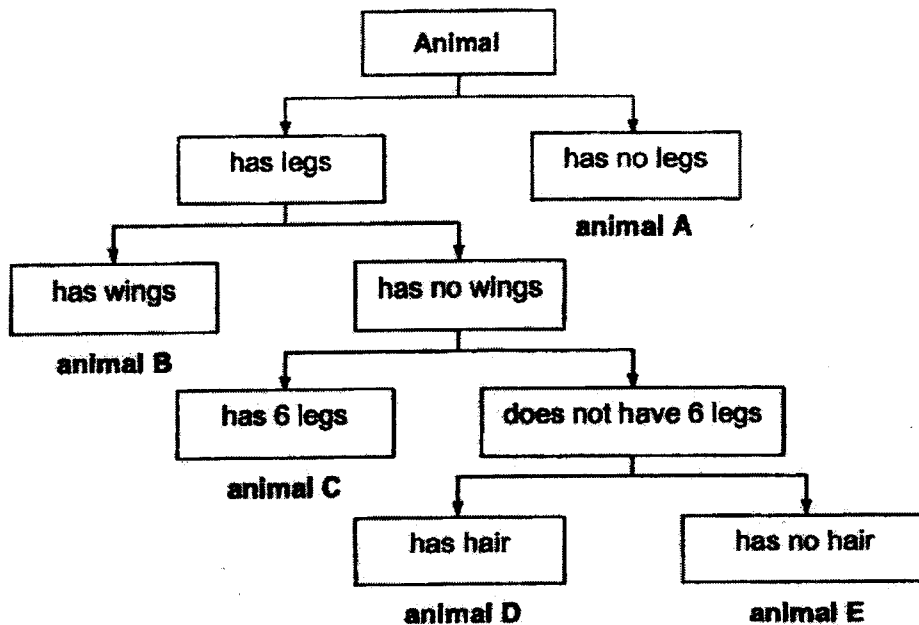 Animal
has legs
has no legs
animal A
has wings
has no wings
animal B
has 6 legs
does not have 6 legs
animal C
has hair
has no hair
animal D
animal E